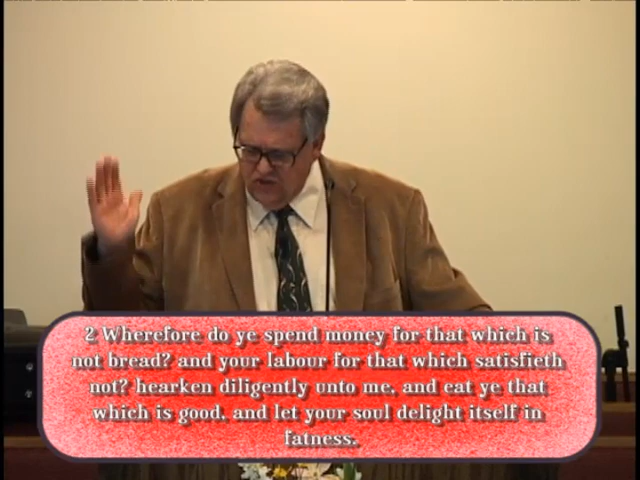 2 Wherefore do ye spend money for that which is
not bread? and your labour for that which satisfieth
not? hearken diligently unto me, and eat ye that
which is good, and let your soul delight itself in
fatness.